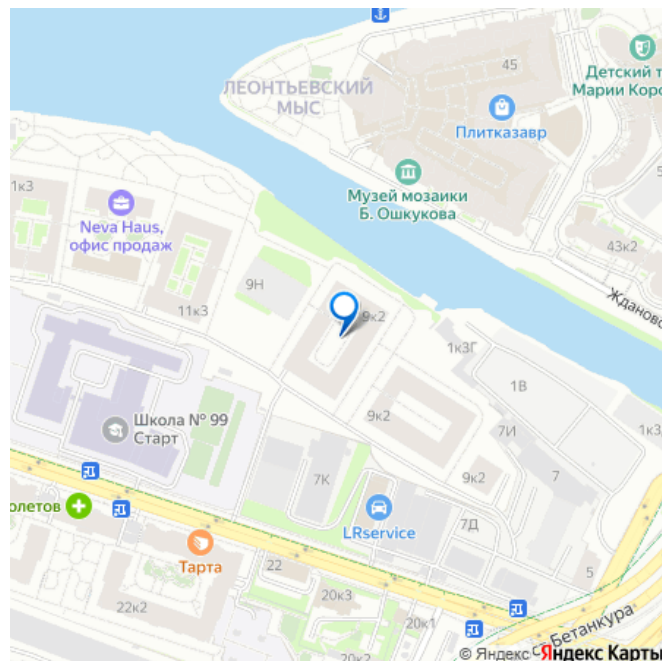 45
Детский т
Марии Коро
ЛЕОНТЬЕВСКИЙ
МЫС
Плитказавр
Музей мозаики
Б. Ошкукова
1к3
Neva Haus,
офис продаж
43к2
9Н
Ждановс
11к3
9к2
1к3Г
1В
Школа № 99
Старт
9к2
7И
1к3
7К
9к2
7
олетов
LRservice
7Д
Тарта
22
5
20к3
22к2
20к1
Бетанкура
© Яндекс Яндекс Карты